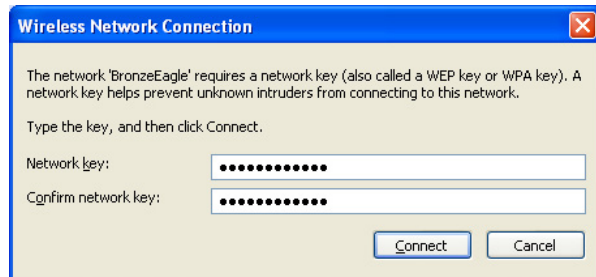 Wireless Network Connection
The network 'BronzeEagle' requires a network key (also called a WEP key or WPA key). A
network key helps prevent unknown intruders from connecting to this network.
Type the key, and then click Connect.
Network key:
••••••••••••
Confirm network key:
••••••••••••
Connect
Cancel